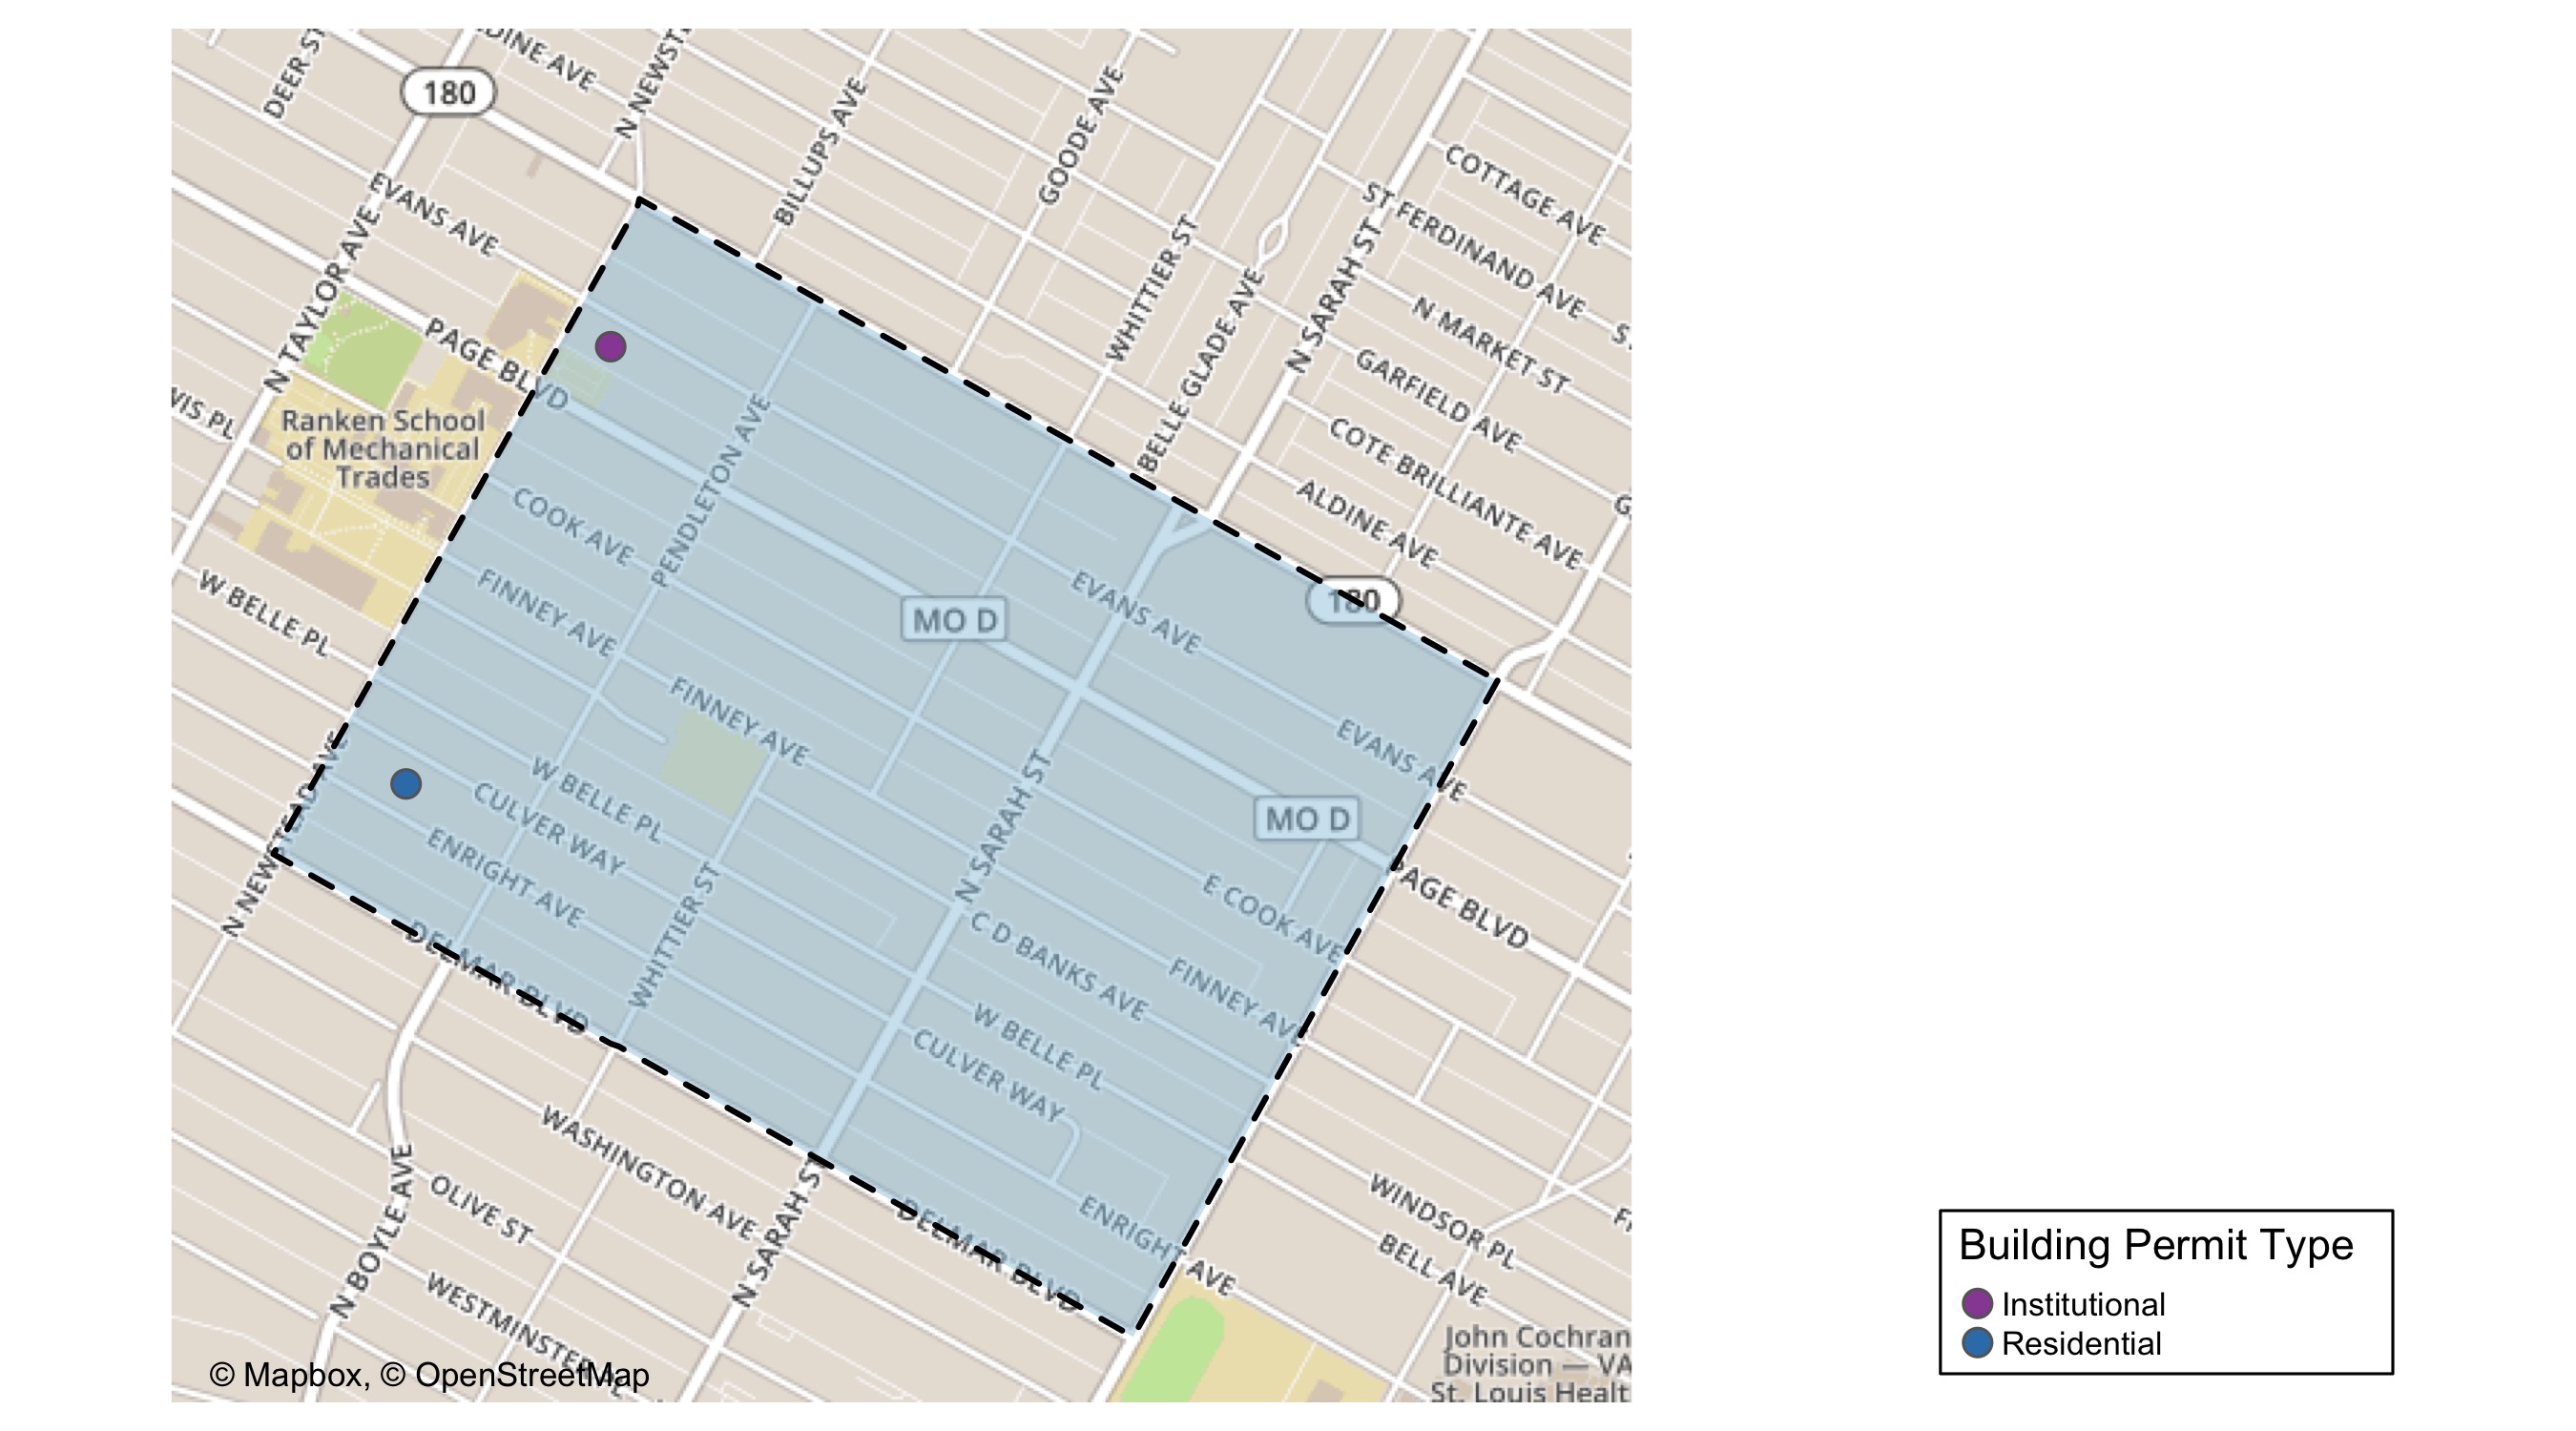 DEER ST
DINE AVE
N NEWST
180
BILLUPS AVE
GOODE AVE
COTTAGE AVE
ST FERDINAND AVE
EVANS AVE
WHITTIER ST
N SARAH ST
BELLE GLADE AVE
N MARKET ST
N TAYLOR AVE
PAGE BLVD
GARFIELD AVE
VIS PL
Ranken School
of Mechanical
Trades
PENDLETON AVE
COTE BRILLIANTE AVE
ALDINE AVE
COOK AVE
FINNEY AVE
W BELLE PL
MO D
EVANS AVE
180
FINNEY AVE
EVANS AVE
N SARAH ST
MO D
W BELLE PL
CULVER WAY
ENRIGHT AVE
N NEWSTEAD AVE
WHITTIER ST
E COOK AVE
PAGE BLVD
C D BANKS AVE
FINNEY AVE
DELMAR BLVD
W BELLE PL
CULVER WAY
WASHINGTON AVE
N BOYLE AVE
OLIVE ST
N SARAH ST
DELMAR BLVD
ENRIGHT AVE
WINDSOR PL
BELL AVE
WESTMINSTER PL
John Cochran
Division — VA
St. Louis Healt
© Mapbox, © OpenStreetMap
Building Permit Type
Institutional
Residential